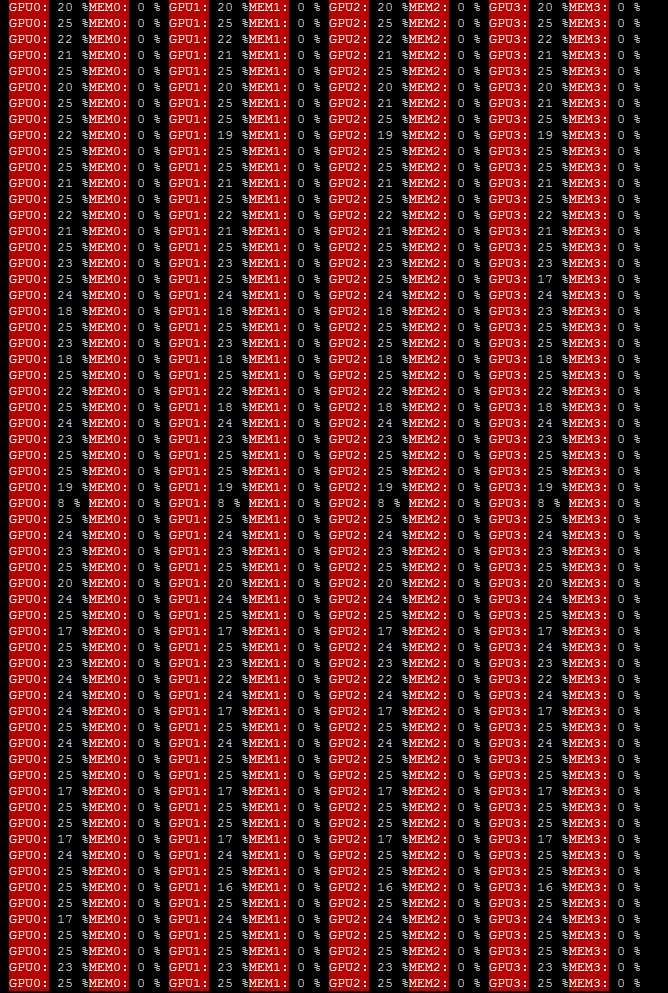 GPU0: 20 %MEM0: 0 % GPU1: 20 %MEM1: 0 % GPU2: 20 %MEM2: 0 % GPU3: 20 %MEM3: 0 %
GPU0: 25 %MEM0: 0 % GPU1: 25 %MEM1: 0 % GPU2: 25 %MEM2: 0 % GPU3: 25 %MEM3: 0 %
GPU0: 22 %MEM0: 0 % GPU1: 22 %MEM1: 0 % GPU2: 22 %MEM2: 0 % GPU3: 22 %MEM3: 0 %
GPU0: 21 %MEM0: 0 % GPU1: 21 %MEM1: 0 % GPU2: 21 %MEM2: 0 % GPU3: 21 %MEM3: 0 %
GPU0: 25 %MEM0: 0 % GPU1: 25 %MEM1: 0 % GPU2: 25 %MEM2: 0 % GPU3: 25 %MEM3: 0 %
GPU0: 20 %MEM0: 0 % GPU1: 20 %MEM1: 0 % GPU2: 20 %MEM2: 0 % GPU3: 20 %MEM3: 0 %
GPU0: 25 %MEM0: 0 % GPU1: 25 %MEM1: 0 % GPU2: 21 %MEM2: 0 % GPU3: 21 %MEM3: 0 %
GPU0: 25 %MEM0: 0 % GPU1: 25 %MEM1: 0 % GPU2: 25 %MEM2: 0 % GPU3: 25 %MEM3: 0 %
GPU0: 22 %MEM0: 0 % GPU1: 19 %MEM1: 0 % GPU2: 19 %MEM2: 0 % GPU3: 19 %MEM3: 0 %
GPU0: 25 %MEM0: 0 % GPU1: 25 %MEM1: 0 % GPU2: 25 %MEM2: 0 % GPU3: 25 %MEM3: 0 %
GPU0: 25 %MEM0: 0 % GPU1: 25 %MEM1: 0 % GPU2: 25 %MEM2: 0 % GPU3: 25 %MEM3: 0 %
GPU0: 21 %MEM0: 0 % GPU1: 21 %MEM1: 0 % GPU2: 21 %MEM2: 0 % GPU3: 21 %MEM3: 0 %
GPU0: 25 %MEM0: 0 % GPU1: 25 %MEM1: 0 % GPU2: 25 %MEM2: 0 % GPU3: 25 %MEM3: 0 %
GPU0: 22 %MEM0: 0 % GPU1: 22 %MEM1: 0 % GPU2: 22 %MEM2: 0 % GPU3: 22 %MEM3: 0 %
GPU0: 21 %MEM0: 0 % GPU1: 21 %MEM1: 0 % GPU2: 21 %MEM2: 0 % GPU3: 21 %MEM3: 0 %
GPU0: 25 %MEM0: 0 % GPU1: 25 %MEM1: 0 % GPU2: 25 %MEM2: 0 % GPU3: 25 %MEM3: 0 %
GPU0: 23 %MEM0: 0 % GPU1: 23 %MEM1: 0 % GPU2: 23 %MEM2: 0 % GPU3: 23 %MEM3: 0 %
GPU0: 25 %MEM0: 0 % GPU1: 25 %MEM1: 0 % GPU2: 25 %MEM2: 0 % GPU3: 17 %MEM3: 0 %
GPU0: 24 %MEM0: 0 % GPU1: 24 %MEM1: 0 % GPU2: 24 %MEM2: 0 % GPU3: 24 %MEM3: 0 %
GPU0: 18 %MEM0: 0 % GPU1: 18 %MEM1: 0 % GPU2: 18 %MEM2: 0 % GPU3: 23 %MEM3: 0 %
GPU0: 25 %MEM0: 0 % GPU1: 25 %MEM1: 0 % GPU2: 25 %MEM2: 0 % GPU3: 25 %MEM3: 0 %
GPU0: 23 %MEM0: 0 % GPU1: 23 %MEM1: 0 % GPU2: 23 %MEM2: 0 % GPU3: 23 %MEM3: 0 %
GPU0: 18 %MEM0: 0 % GPU1: 18 %MEM1: 0 % GPU2: 18 %MEM2: 0 % GPU3: 18 %MEM3: 0 %
GPU0: 25 %MEM0: 0 % GPU1: 25 %MEM1: 0 % GPU2: 25 %MEM2: 0 % GPU3: 25 %MEM3: 0 %
GPU0: 22 %MEM0: 0 % GPU1: 22 %MEM1: 0 % GPU2: 22 %MEM2: 0 % GPU3: 22 %MEM3: 0 %
GPU0: 25 %MEM0: 0 % GPU1: 18 %MEM1: 0 % GPU2: 18 %MEM2: 0 % GPU3: 18 %MEM3: 0 %
GPU0: 24 %MEM0: 0 % GPU1: 24 %MEM1: 0 % GPU2: 24 %MEM2: 0 % GPU3: 24 %MEM3: 0 %
GPU0: 23 %MEM0: 0 % GPU1: 23 %MEM1: 0 % GPU2: 23 %MEM2: 0 % GPU3: 23 %MEM3: 0 %
GPU0: 25 %MEM0: 0 % GPU1: 25 %MEM1: 0 % GPU2: 25 %MEM2: 0 % GPU3: 25 %MEM3: 0 %
GPU0: 25 %MEM0: 0 % GPU1: 25 %MEM1: 0 % GPU2: 25 %MEM2: 0 % GPU3: 25 %MEM3: 0 %
GPU0: 19 %MEM0: 0 % GPU1: 19 %MEM1: 0 % GPU2: 19 %MEM2: 0 % GPU3: 19 %MEM3: 0 %
GPU0: 8 % MEM0: 0 % GPU1: 8 % MEM1: 0 % GPU2: 8 % MEM2: 0 % GPU3: 8 % MEM3: 0 %
GPU0: 25 %MEM0: 0 % GPU1: 25 %MEM1: 0 % GPU2: 25 %MEM2: 0 % GPU3: 25 %MEM3: 0 %
GPU0: 24 %MEM0: 0 % GPU1: 24 %MEM1: 0 % GPU2: 24 %MEM2: 0 % GPU3: 24 %MEM3: 0 %
GPU0: 23 %MEM0: 0 % GPU1: 23 %MEM1: 0 % GPU2: 23 %MEM2: 0 % GPU3: 23 %MEM3: 0 %
GPU0: 25 %MEM0: 0 % GPU1: 25 %MEM1: 0 % GPU2: 25 %MEM2: 0 % GPU3: 25 %MEM3: 0 %
GPU0: 20 %MEM0: 0 % GPU1: 20 %MEM1: 0 % GPU2: 20 %MEM2: 0 % GPU3: 20 %MEM3: 0 %
GPU0: 24 %MEM0: 0 % GPU1: 24 %MEM1: 0 % GPU2: 24 %MEM2: 0 % GPU3: 24 %MEM3: 0 %
GPU0: 25 %MEM0: 0 % GPU1: 25 %MEM1: 0 % GPU2: 25 %MEM2: 0 % GPU3: 25 %MEM3: 0 %
GPU0: 17 %MEM0: 0 % GPU1: 17 %MEM1: 0 % GPU2: 17 %MEM2: 0 % GPU3: 17 %MEM3: 0 %
GPU0: 25 %MEM0: 0 % GPU1: 25 %MEM1: 0 % GPU2: 24 %MEM2: 0 % GPU3: 24 %MEM3: 0 %
GPU0: 23 %MEM0: 0 % GPU1: 23 %MEM1: 0 % GPU2: 23 %MEM2: 0 % GPU3: 23 %MEM3: 0 %
GPU0: 24 %MEM0: 0 % GPU1: 22 %MEM1: 0 % GPU2: 22 %MEM2: 0 % GPU3: 22 %MEM3: 0 %
GPU0: 24 %MEM0: 0 % GPU1: 24 %MEM1: 0 % GPU2: 24 %MEM2: 0 % GPU3: 24 %MEM3: 0 %
GPU0: 24 %MEM0: 0 % GPU1: 17 %MEM1: 0 % GPU2: 17 %MEM2: 0 % GPU3: 17 %MEM3: 0 %
GPU0: 25 %MEM0: 0 % GPU1: 25 %MEM1: 0 % GPU2: 25 %MEM2: 0 % GPU3: 25 %MEM3: 0 %
GPU0: 24 %MEM0: 0 % GPU1: 24 %MEM1: 0 % GPU2: 24 %MEM2: 0 % GPU3: 24 %MEM3: 0 %
GPU0: 25 %MEM0: 0 % GPU1: 25 %MEM1: 0 % GPU2: 25 %MEM2: 0 % GPU3: 25 %MEM3: 0 %
GPU0: 25 %MEM0: 0 % GPU1: 25 %MEM1: 0 % GPU2: 25 %MEM2: 0 % GPU3: 25 %MEM3: 0 %
GPU0: 17 %MEM0: 0 % GPU1: 17 %MEM1: 0 % GPU2: 17 %MEM2: 0 % GPU3: 17 %MEM3: 0 %
GPU0: 25 %MEM0: 0 % GPU1: 25 %MEM1: 0 % GPU2: 25 %MEM2: 0 % GPU3: 25 %MEM3: 0 %
GPU0: 25 %MEM0: 0 % GPU1: 25 %MEM1: 0 % GPU2: 25 %MEM2: 0 % GPU3: 25 %MEM3: 0 %
GPU0: 17 %MEM0: 0 % GPU1: 17 %MEM1: 0 % GPU2: 17 %MEM2: 0 % GPU3: 17 %MEM3: 0 %
GPU0: 24 %MEM0: 0 % GPU1: 24 %MEM1: 0 % GPU2: 25 %MEM2: 0 % GPU3: 25 %MEM3: 0 %
GPU0: 25 %MEM0: 0 % GPU1: 25 %MEM1: 0 % GPU2: 25 %MEM2: 0 % GPU3: 25 %MEM3: 0 %
GPU0: 25 %MEM0: 0 % GPU1: 16 %MEM1: 0 % GPU2: 16 %MEM2: 0 % GPU3: 16 %MEM3: 0 %
GPU0: 25 %MEM0: 0 % GPU1: 25 %MEM1: 0 % GPU2: 25 %MEM2: 0 % GPU3: 25 %MEM3: 0 %
GPU0: 17 %MEM0: 0 % GPU1: 24 %MEM1: 0 % GPU2: 24 %MEM2: 0 % GPU3: 24 %MEM3: 0 %
GPU0: 25 %MEM0: 0 % GPU1: 25 %MEM1: 0 % GPU2: 25 %MEM2: 0 % GPU3: 25 %MEM3: 0 %
GPU0: 25 %MEM0: 0 % GPU1: 25 %MEM1: 0 % GPU2: 25 %MEM2: 0 % GPU3: 25 %MEM3: 0 %
GPU0: 23 %MEM0: 0 % GPU1: 23 %MEM1: 0 % GPU2: 23 %MEM2: 0 % GPU3: 23 %MEM3: 0 %
GPU0: 25 %MEM0: 0 % GPU1: 25 %MEM1: 0 % GPU2: 25 %MEM2: 0 % GPU3: 25 %MEM3: 0 %